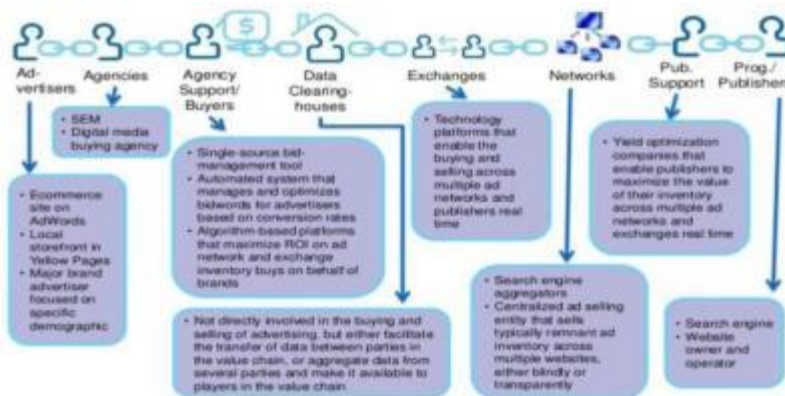 $
Ad-
vertisers
Agencies
Agency
Support/
Buyers
Data
Clearing-
houses
Exchanges
Networks
Pub.
Support
Prog./
Publisher
• SEM
• Digital media
buying agency
• Ecommerce
site on
AdWords
• Local
storefront in
Yellow Pages
• Major brand
advertiser
focused on
specific
demographic
• Single-source bid-
management tool
• Automated system that
manages and optimizes
bidwords for advertisers
based on conversion rates
• Algorithm-based platforms
that maximize ROI on ad
network and exchange
inventory buys on behalf of
brands
• Not directly involved in the buying and
selling of advertising, but either facilitate
the transfer of data between parties in
the value chain, or aggregate data from
several parties and make it available to
players in the value chain
• Technology
platforms that
enable the
buying and
selling across
multiple ad
networks and
publishers real
time
• Search engine
aggregators
• Centralized ad selling
entity that sells
typically remnant ad
inventory across
multiple websites,
either blindly or
transparently
• Yield optimization
companies that
enable publishers to
maximize the value
of their inventory
across multiple ad
networks and
exchanges real time
• Search engine
• Website
owner and
operator